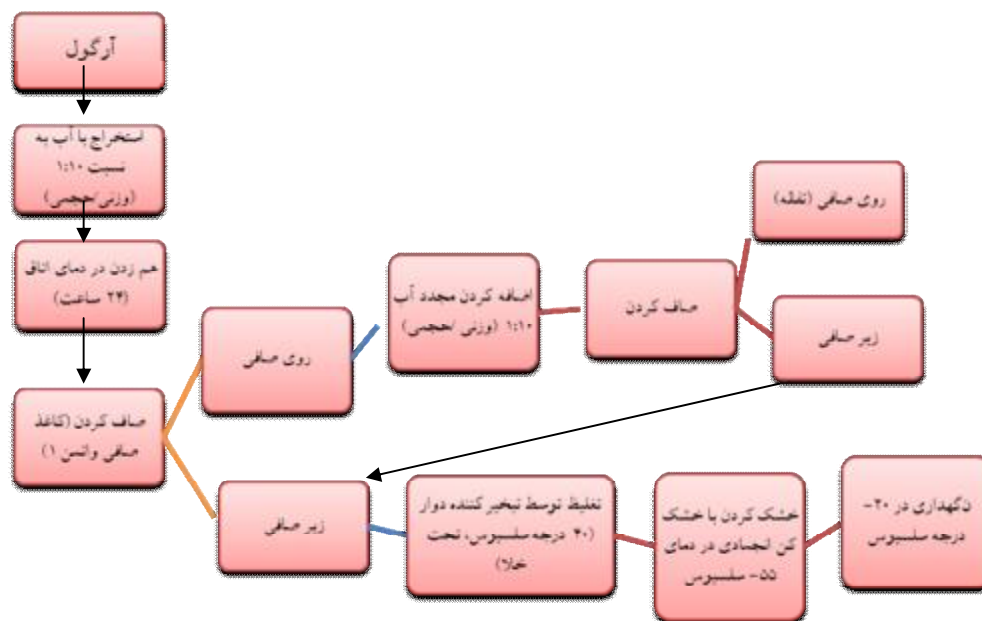 آرگول
استخراج با آب به
نسبت ۱:۱۰
(وزنی/حجمی)
هم زدن در دمای اتاق
(۲۴ ساعت)
صاف کردن (کاغذ
صافی واتمن ۱)
روی صافی
اضافه کردن مجدد آب
۱:۱۰ (وزنی /حجمی)
صاف کردن
روی صافی (تفاله)
زیر صافی
زیر صافی
تغلیظ توسط تبخیر کننده دوار
(۴۰ درجه سلسیوس، تحت
خلا)
خشک کردن با خشک
کن انجمادی در دمای
۵۵- سلسیوس
نگهداری در ۲۰-
درجه سلسیوس